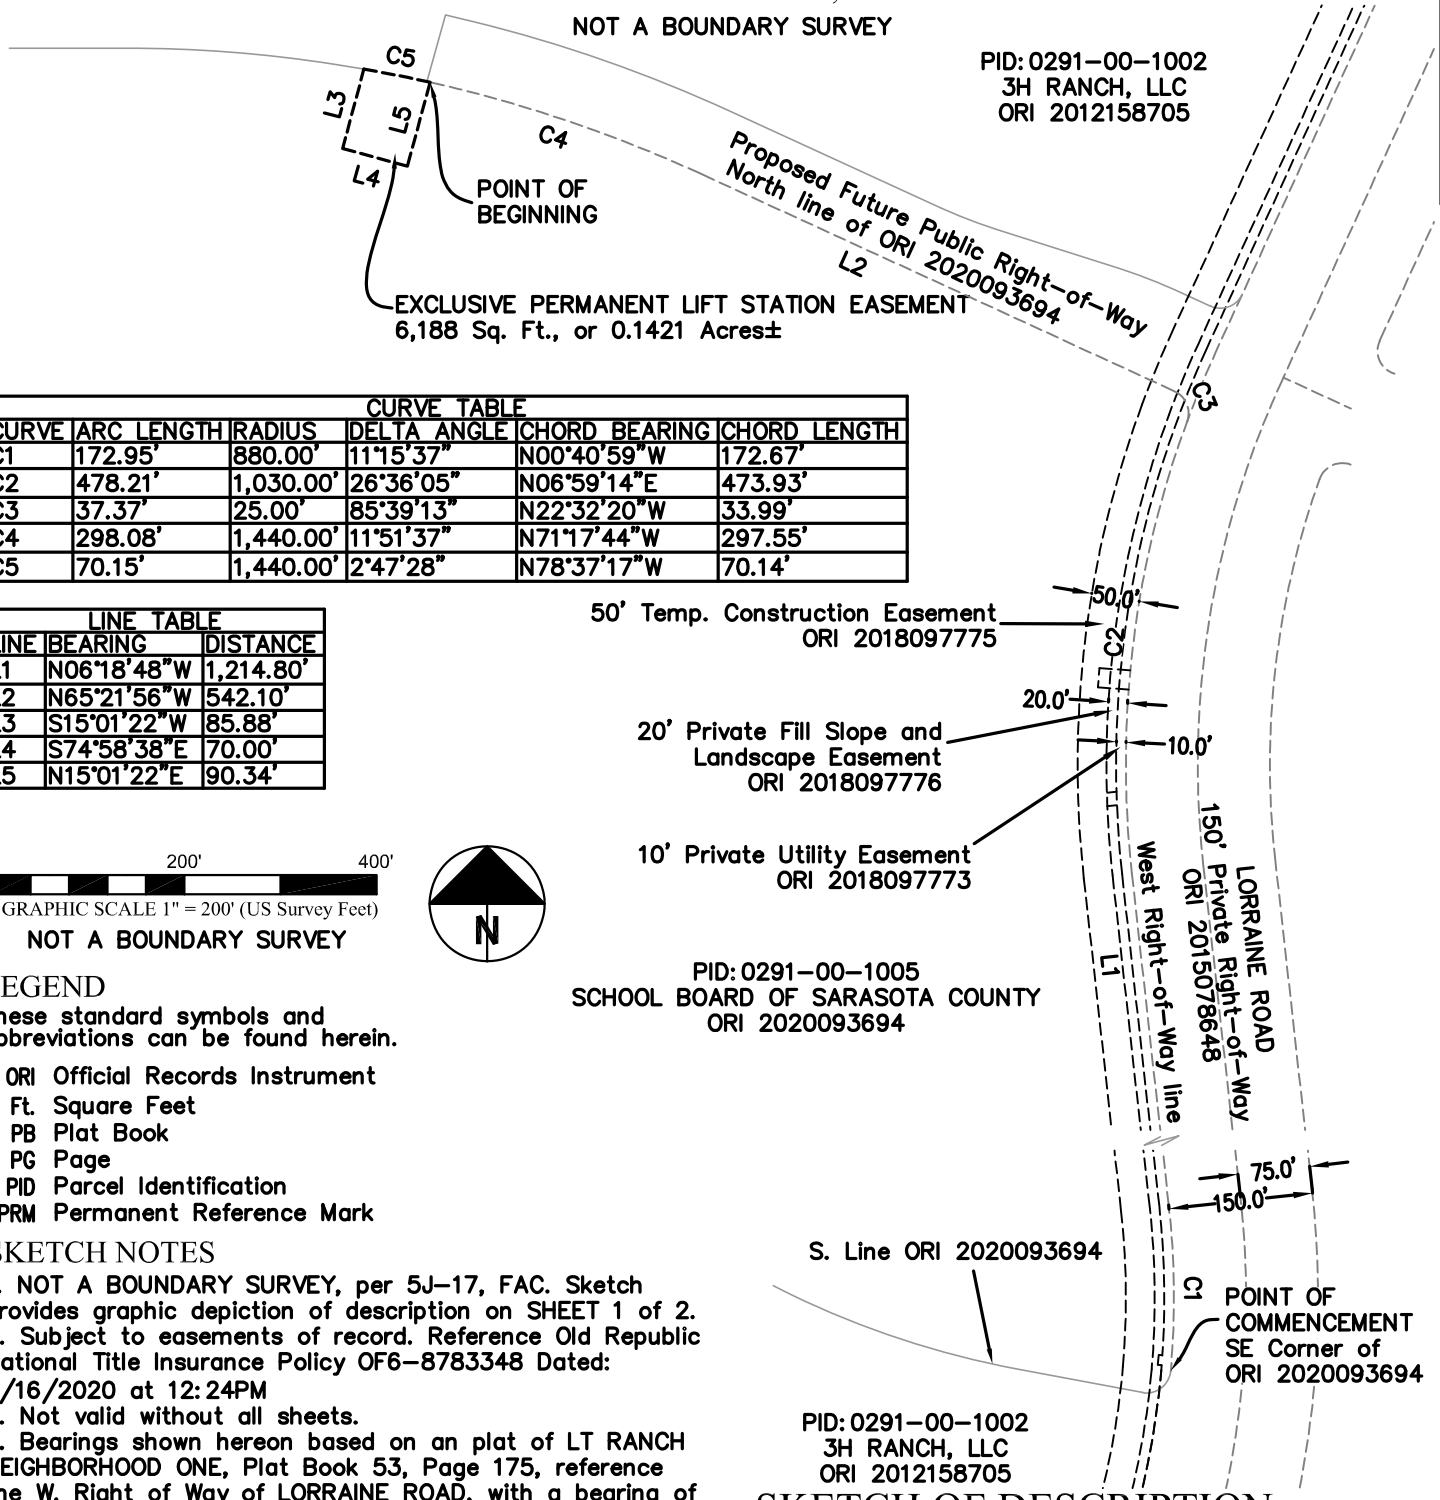 NOT A BOUNDARY SURVEY
PID: 0291-00-1002
3H RANCH, LLC
ORI 2012158705
C5
L3
L5
L4
C4
POINT OF
BEGINNING
Proposed Future Public Right-of-Way
North line of ORI 2020093694
L2
EXCLUSIVE PERMANENT LIFT STATION EASEMENT
6,188 Sq. Ft., or 0.1421 Acres±
C3
CURVE TABLE
CURVE ARC LENGTH RADIUS DELTA ANGLE CHORD BEARING CHORD LENGTH
C1 172.95' 880.00' 11°15'37" N00°40'59"W 172.67'
C2 478.21' 1,030.00' 26°36'05" N06°59'14"E 473.93'
C3 37.37' 25.00' 85°39'13" N22°32'20"W 33.99'
C4 298.08' 1,440.00' 11°51'37" N71°17'44"W 297.55'
C5 70.15' 1,440.00' 2°47'28" N78°37'17"W 70.14'
LINE TABLE
LINE BEARING DISTANCE
1 N06°18'48"W 1,214.80'
2 N65°21'56"W 542.10'
3 S15°01'22"W 85.88'
4 S74°58'38"E 70.00'
5 N15°01'22"E 90.34'
50.0'
50' Temp. Construction Easement
ORI 2018097775
C2
20.0'
20' Private Fill Slope and
Landscape Easement
ORI 2018097776
10.0'
10' Private Utility Easement
ORI 2018097773
200' 400'
GRAPHIC SCALE 1" = 200' (US Survey Feet)
NOT A BOUNDARY SURVEY
N
LORRAINE ROAD
150' Private Right-of-Way
ORI 2015078648
West Right-of-Way line
L1
PID: 0291-00-1005
SCHOOL BOARD OF SARASOTA COUNTY
ORI 2020093694
EGEND
hese standard symbols and
bbreviations can be found herein.
ORI Official Records Instrument
Ft. Square Feet
PB Plat Book
PG Page
PID Parcel Identification
PRM Permanent Reference Mark
75.0'
150.0'
SKETCH NOTES
. NOT A BOUNDARY SURVEY, per 5J-17, FAC. Sketch
rovides graphic depiction of description on SHEET 1 of 2.
. Subject to easements of record. Reference Old Republic
ational Title Insurance Policy OF6-8783348 Dated:
/16/2020 at 12:24PM
. Not valid without all sheets.
. Bearings shown hereon based on an plat of LT RANCH
EIGHBORHOOD ONE, Plat Book 53, Page 175, reference
he W. Right of Way of LORRAINE ROAD, with a bearing of
S. Line ORI 2020093694
C1
POINT OF
COMMENCEMENT
SE Corner of
ORI 2020093694
PID: 0291-00-1002
3H RANCH, LLC
ORI 2012158705
SKETCH OF DESCRIPTION